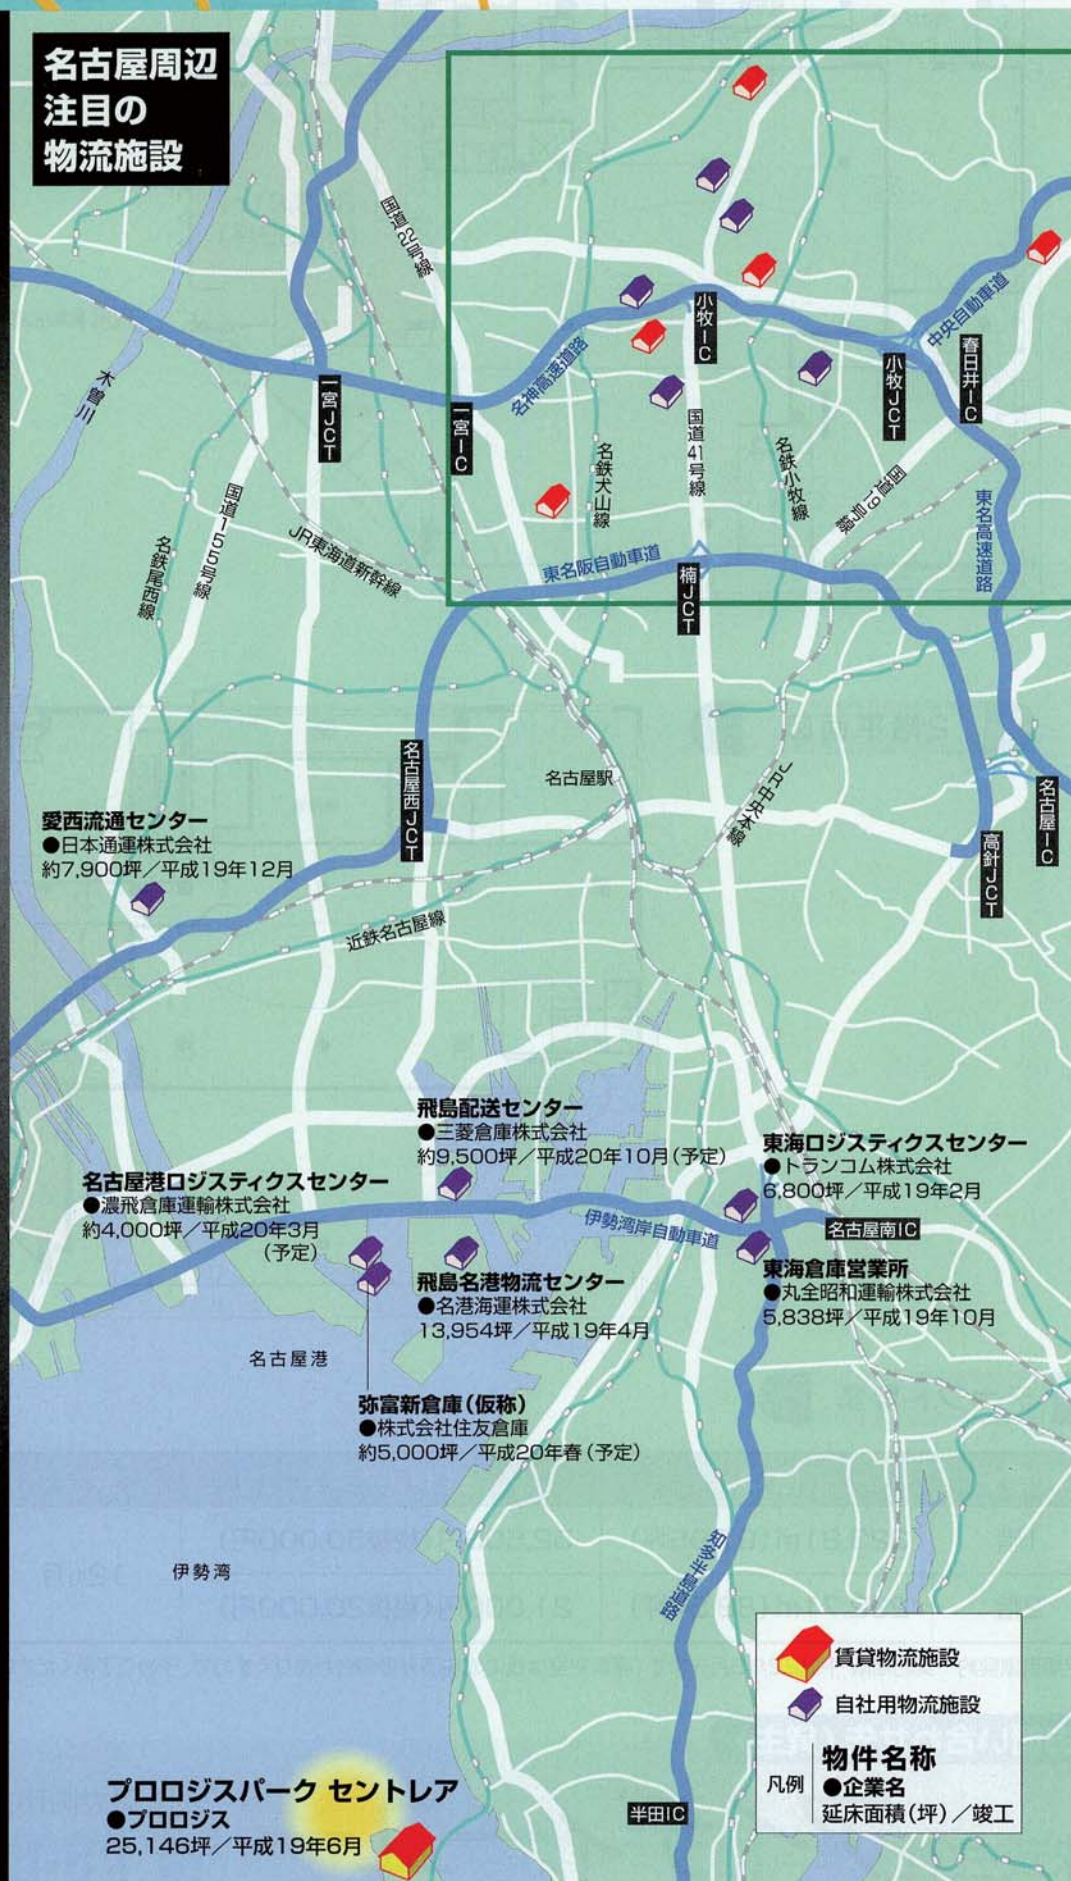 名古屋周辺
注目の
物流施設
国道22号線
木曽川
一宮JCT
一宮IC
名神高速道路
小牧IC
小牧JCT
中央自動車道
春日井IC
国道155号線
名鉄尾西線
JR東海道新幹線
名鉄犬山線
国道41号線
名鉄小牧線
国道19号線
東名高速道路
東名阪自動車道
楠JCT
名古屋西JCT
名古屋駅
JR中央本線
高針JCT
名古屋IC
愛西流通センター
●日本通運株式会社
約7,900坪/平成19年12月
近鉄名古屋線
飛島配送センター
●三菱倉庫株式会社
約9,500坪/平成20年10月(予定)
名古屋港ロジスティクスセンター
●濃飛倉庫運輸株式会社
約4,000坪/平成20年3月
(予定)
東海ロジスティクスセンター
●トランコム株式会社
6,800坪/平成19年2月
伊勢湾岸自動車道
名古屋南IC
飛島名港物流センター
●名港海運株式会社
13,954坪/平成19年4月
東海倉庫営業所
●丸全昭和運輸株式会社
5,838坪/平成19年10月
名古屋港
弥富新倉庫(仮称)
●株式会社住友倉庫
約5,000坪/平成20年春(予定)
伊勢湾
知多半島道路
半田IC
プロロジスパーク セントレア
●プロロジス
25,146坪/平成19年6月
賃貸物流施設
自社用物流施設
凡例
物件名称
●企業名
延床面積(坪)/竣工